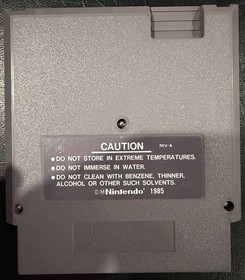 CAUTION REV-A
●DO NOT STORE IN EXTREME TEMPERATURES.
●DO NOT IMMERSE IN WATER.
●DO NOT CLEAN WITH BENZENE, THINNER,
ALCOHOL OR OTHER SUCH SOLVENTS.
©Ⓜ Nintendo® 1985